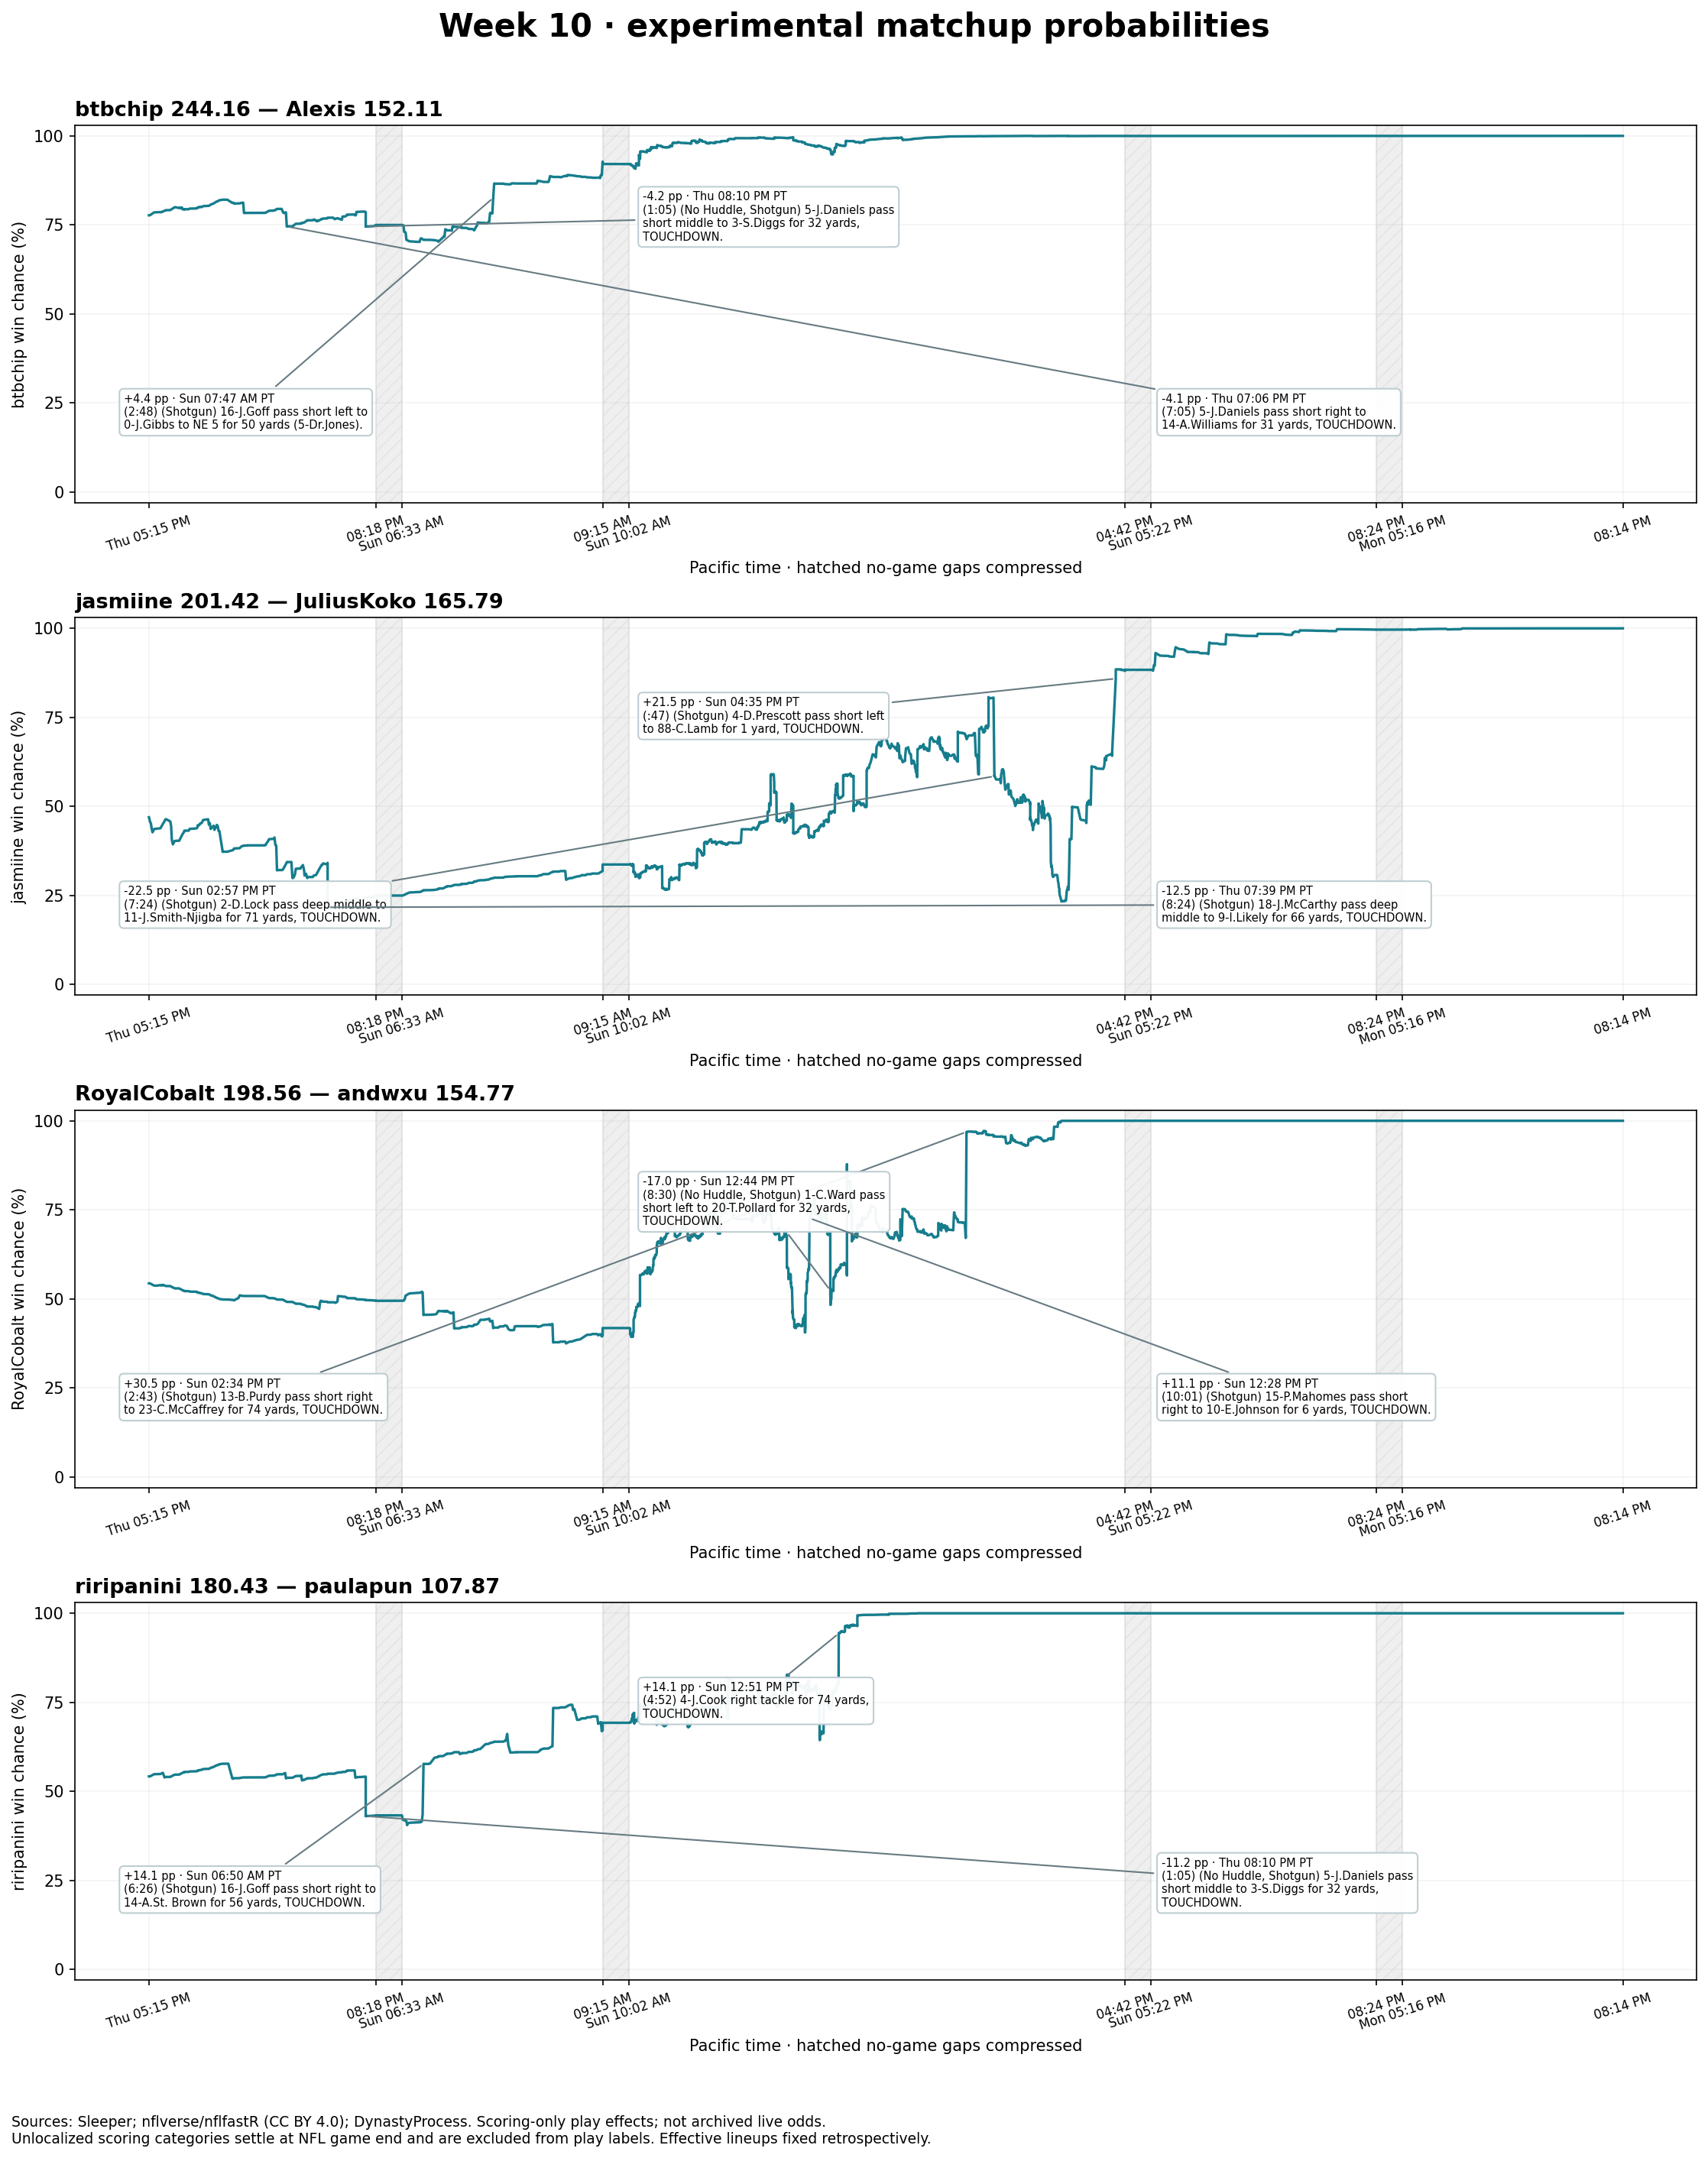 Week 10 · experimental matchup probabilities
btbchip 244.16 — Alexis 152.11
btbchip win chance (%)
100
75
50
25
0
-4.2 pp · Thu 08:10 PM PT
(1:05) (No Huddle, Shotgun) 5-J.Daniels pass
short middle to 3-S.Diggs for 32 yards,
TOUCHDOWN.
+4.4 pp · Sun 07:47 AM PT
(2:48) (Shotgun) 16-J.Goff pass short left to
0-J.Gibbs to NE 5 for 50 yards (5-Dr.Jones).
-4.1 pp · Thu 07:06 PM PT
(7:05) 5-J.Daniels pass short right to
14-A.Williams for 31 yards, TOUCHDOWN.
Thu 05:15 PM
08:18 PM
Sun 06:33 AM
09:15 AM
Sun 10:02 AM
04:42 PM
Sun 05:22 PM
08:24 PM
Mon 05:16 PM
08:14 PM
Pacific time · hatched no-game gaps compressed
jasmiine 201.42 — JuliusKoko 165.79
jasmiine win chance (%)
100
75
50
25
0
+21.5 pp · Sun 04:35 PM PT
(:47) (Shotgun) 4-D.Prescott pass short left
to 88-C.Lamb for 1 yard, TOUCHDOWN.
-22.5 pp · Sun 02:57 PM PT
(7:24) (Shotgun) 2-D.Lock pass deep middle to
11-J.Smith-Njigba for 71 yards, TOUCHDOWN.
-12.5 pp · Thu 07:39 PM PT
(8:24) (Shotgun) 18-J.McCarthy pass deep
middle to 9-I.Likely for 66 yards, TOUCHDOWN.
Thu 05:15 PM
08:18 PM
Sun 06:33 AM
09:15 AM
Sun 10:02 AM
04:42 PM
Sun 05:22 PM
08:24 PM
Mon 05:16 PM
08:14 PM
Pacific time · hatched no-game gaps compressed
RoyalCobalt 198.56 — andwxu 154.77
RoyalCobalt win chance (%)
100
75
50
25
0
-17.0 pp · Sun 12:44 PM PT
(8:30) (No Huddle, Shotgun) 1-C.Ward pass
short left to 20-T.Pollard for 32 yards,
TOUCHDOWN.
+30.5 pp · Sun 02:34 PM PT
(2:43) (Shotgun) 13-B.Purdy pass short right
to 23-C.McCaffrey for 74 yards, TOUCHDOWN.
+11.1 pp · Sun 12:28 PM PT
(10:01) (Shotgun) 15-P.Mahomes pass short
right to 10-E.Johnson for 6 yards, TOUCHDOWN.
Thu 05:15 PM
08:18 PM
Sun 06:33 AM
09:15 AM
Sun 10:02 AM
04:42 PM
Sun 05:22 PM
08:24 PM
Mon 05:16 PM
08:14 PM
Pacific time · hatched no-game gaps compressed
riripanini 180.43 — paulapun 107.87
riripanini win chance (%)
100
75
50
25
0
+14.1 pp · Sun 12:51 PM PT
(4:52) 4-J.Cook right tackle for 74 yards,
TOUCHDOWN.
+14.1 pp · Sun 06:50 AM PT
(6:26) (Shotgun) 16-J.Goff pass short right to
14-A.St. Brown for 56 yards, TOUCHDOWN.
-11.2 pp · Thu 08:10 PM PT
(1:05) (No Huddle, Shotgun) 5-J.Daniels pass
short middle to 3-S.Diggs for 32 yards,
TOUCHDOWN.
Thu 05:15 PM
08:18 PM
Sun 06:33 AM
09:15 AM
Sun 10:02 AM
04:42 PM
Sun 05:22 PM
08:24 PM
Mon 05:16 PM
08:14 PM
Pacific time · hatched no-game gaps compressed
Sources: Sleeper; nflverse/nflfastR (CC BY 4.0); DynastyProcess. Scoring-only play effects; not archived live odds.
Unlocalized scoring categories settle at NFL game end and are excluded from play labels. Effective lineups fixed retrospectively.